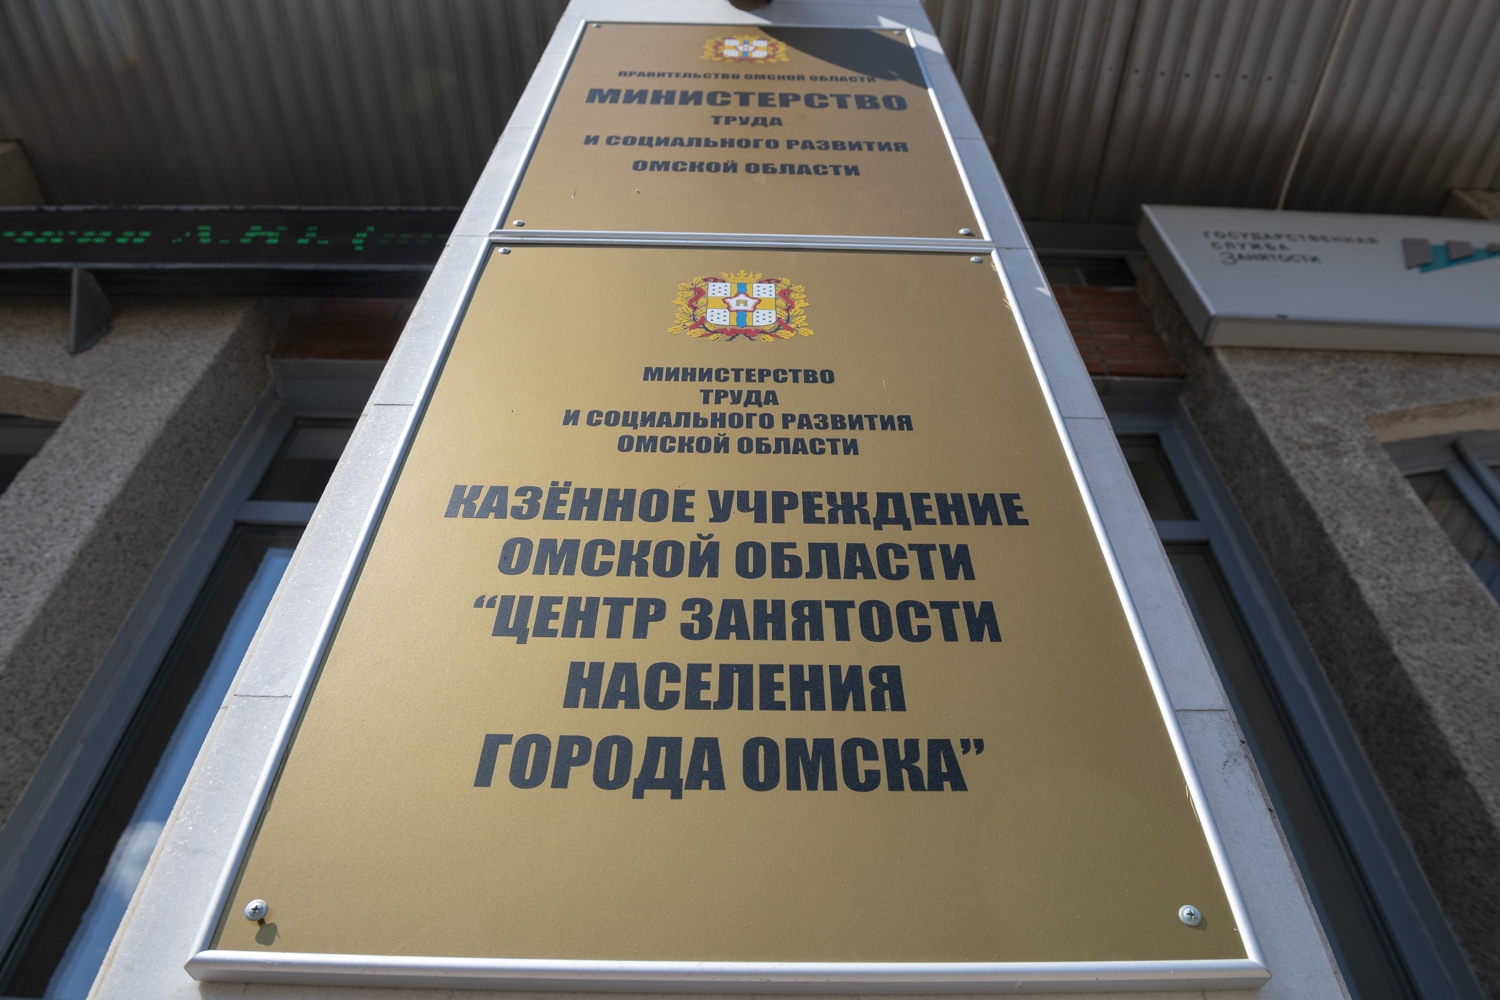 ПРАВИТЕЛЬСТВО ОМСКОЙ ОБЛАСТИ
МИНИСТЕРСТВО
ТРУДА
И СОЦИАЛЬНОГО РАЗВИТИЯ
ОМСКОЙ ОБЛАСТИ
МИНИСТЕРСТВО
ТРУДА
И СОЦИАЛЬНОГО РАЗВИТИЯ
ОМСКОЙ ОБЛАСТИ
КАЗЁННОЕ УЧРЕЖДЕНИЕ
ОМСКОЙ ОБЛАСТИ
“ЦЕНТР ЗАНЯТОСТИ
НАСЕЛЕНИЯ
ГОРОДА ОМСКА”
ГОСУДАРСТВЕННАЯ
СЛУЖБА
ЗАНЯТОСТИ